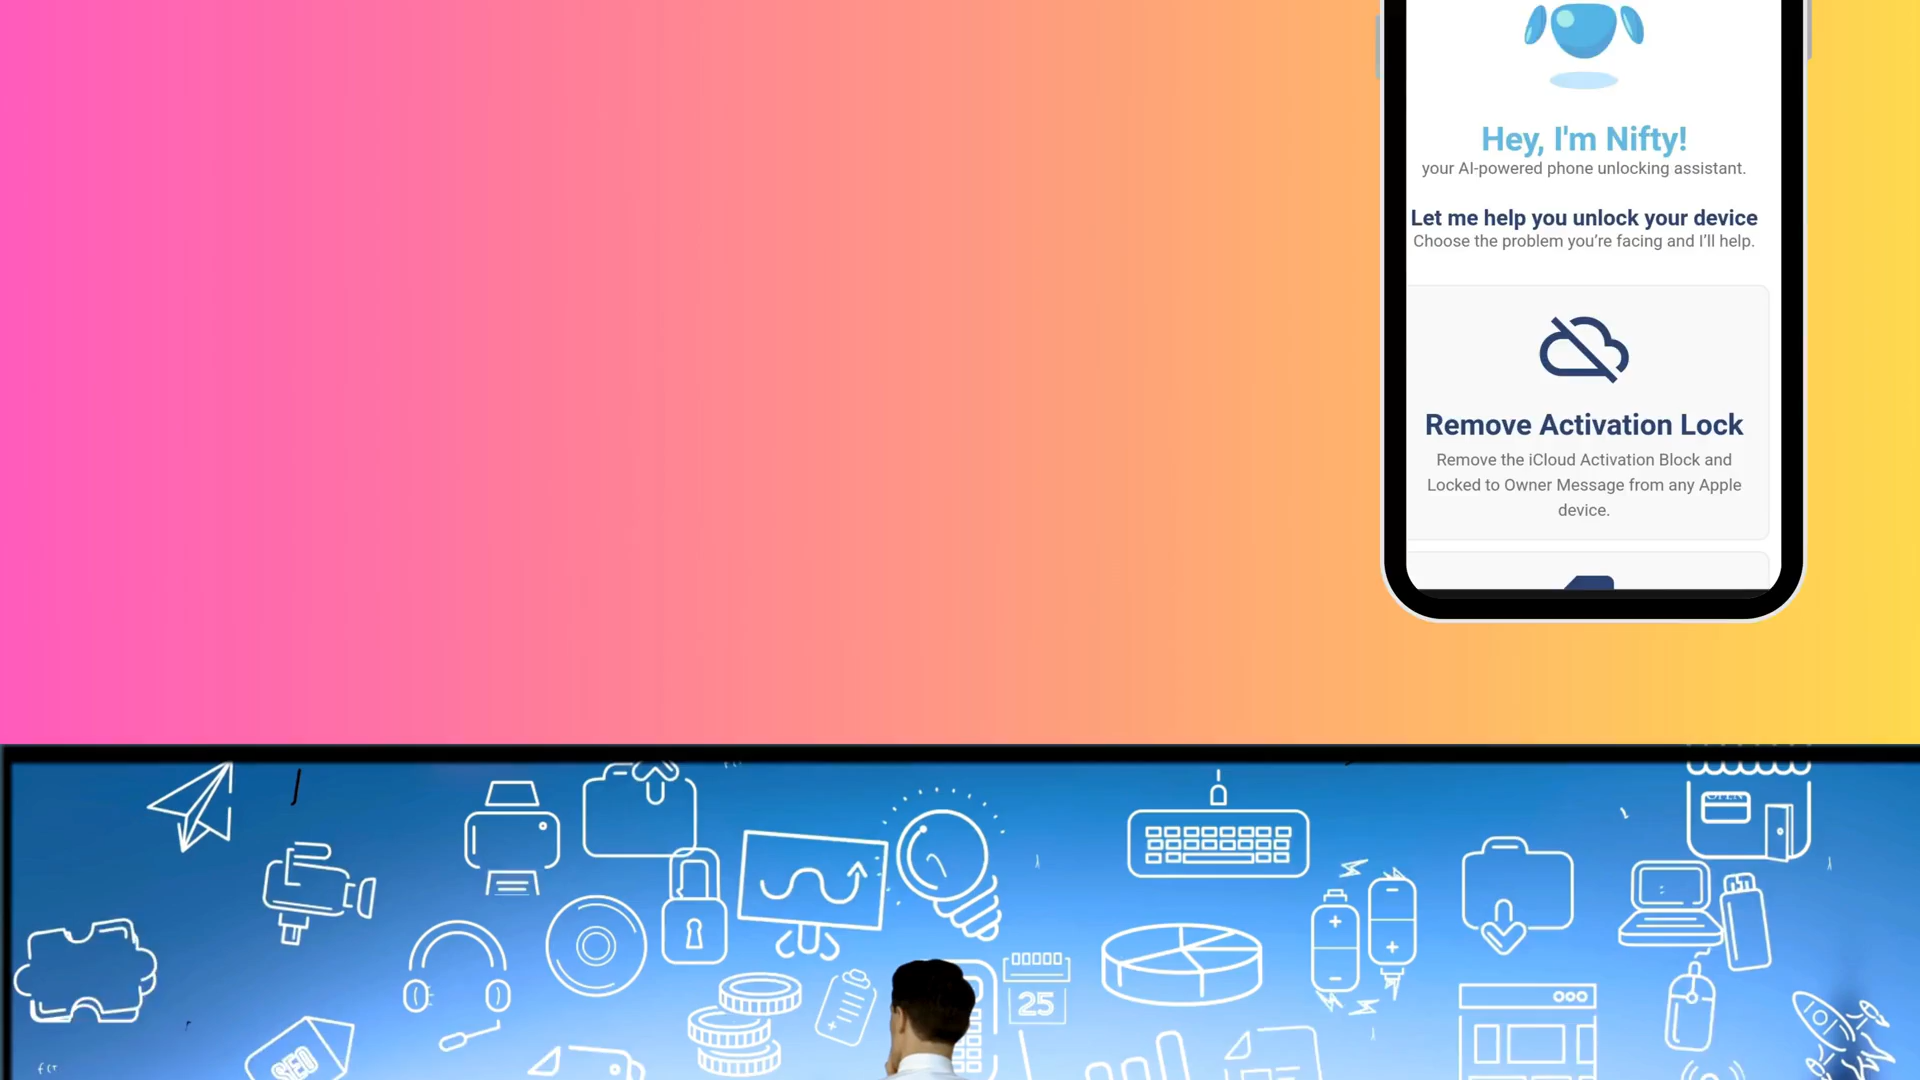 Hey, I'm Nifty!
your AI-powered phone unlocking assistant.
Let me help you unlock your device
Choose the problem you’re facing and I’ll help.
Remove Activation Lock
Remove the iCloud Activation Block and
Locked to Owner Message from any Apple
device.
OPEN
25
SEO